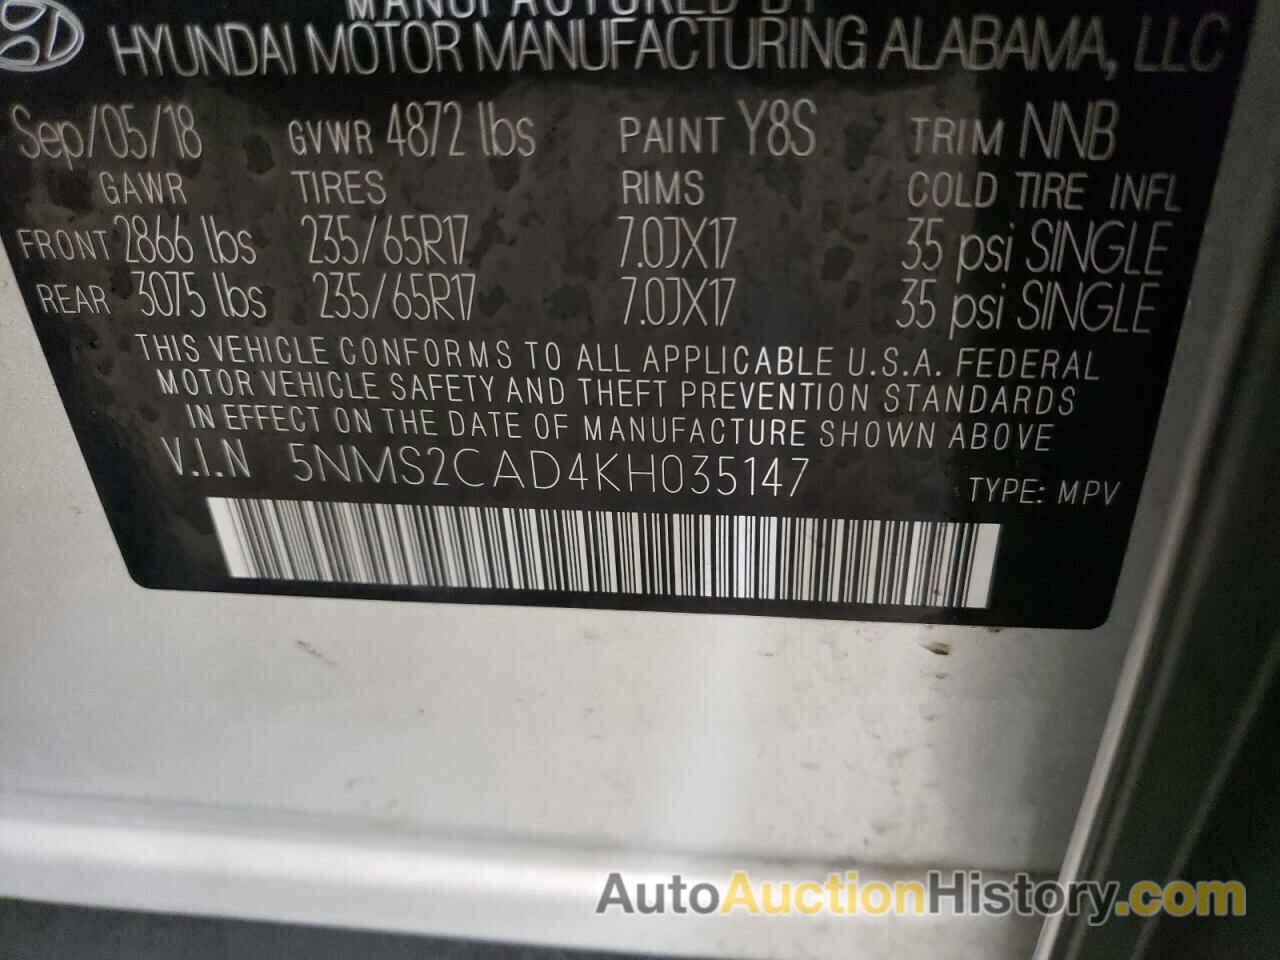 MANUFACTURED BY
HYUNDAI MOTOR MANUFACTURING ALABAMA, LLC
Sep/05/18 GVWR 4872 lbs PAINT Y8S TRIM NNB
GAWR TIRES RIMS COLD TIRE INFL
FRONT 2866 lbs 235/65R17 7.0JX17 35 psi SINGLE
REAR 3075 lbs 235/65R17 7.0JX17 35 psi SINGLE
THIS VEHICLE CONFORMS TO ALL APPLICABLE U.S.A. FEDERAL
MOTOR VEHICLE SAFETY AND THEFT PREVENTION STANDARDS
IN EFFECT ON THE DATE OF MANUFACTURE SHOWN ABOVE
V.I.N 5NMS2CAD4KH035147 TYPE: MPV
AutoAuctionHistory.com